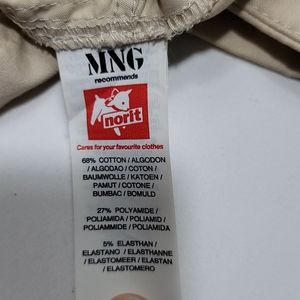 MNG
recommends
norit
Cares for your favourite clothes
68% COTTON / ALGODON
/ ALGODAO / COTON /
BAUMWOLLE / KATOEN /
PAMUT / COTONE /
BUMBAC / BOMULD
27% POLYAMIDE /
POLIAMIDA / POLIAMID /
POLIAMMIDE / POLIAMIDA
5% ELASTHAN /
ELASTANO / ELASTHANNE
/ ELASTOMEER / ELASTAN
/ ELASTOMERO